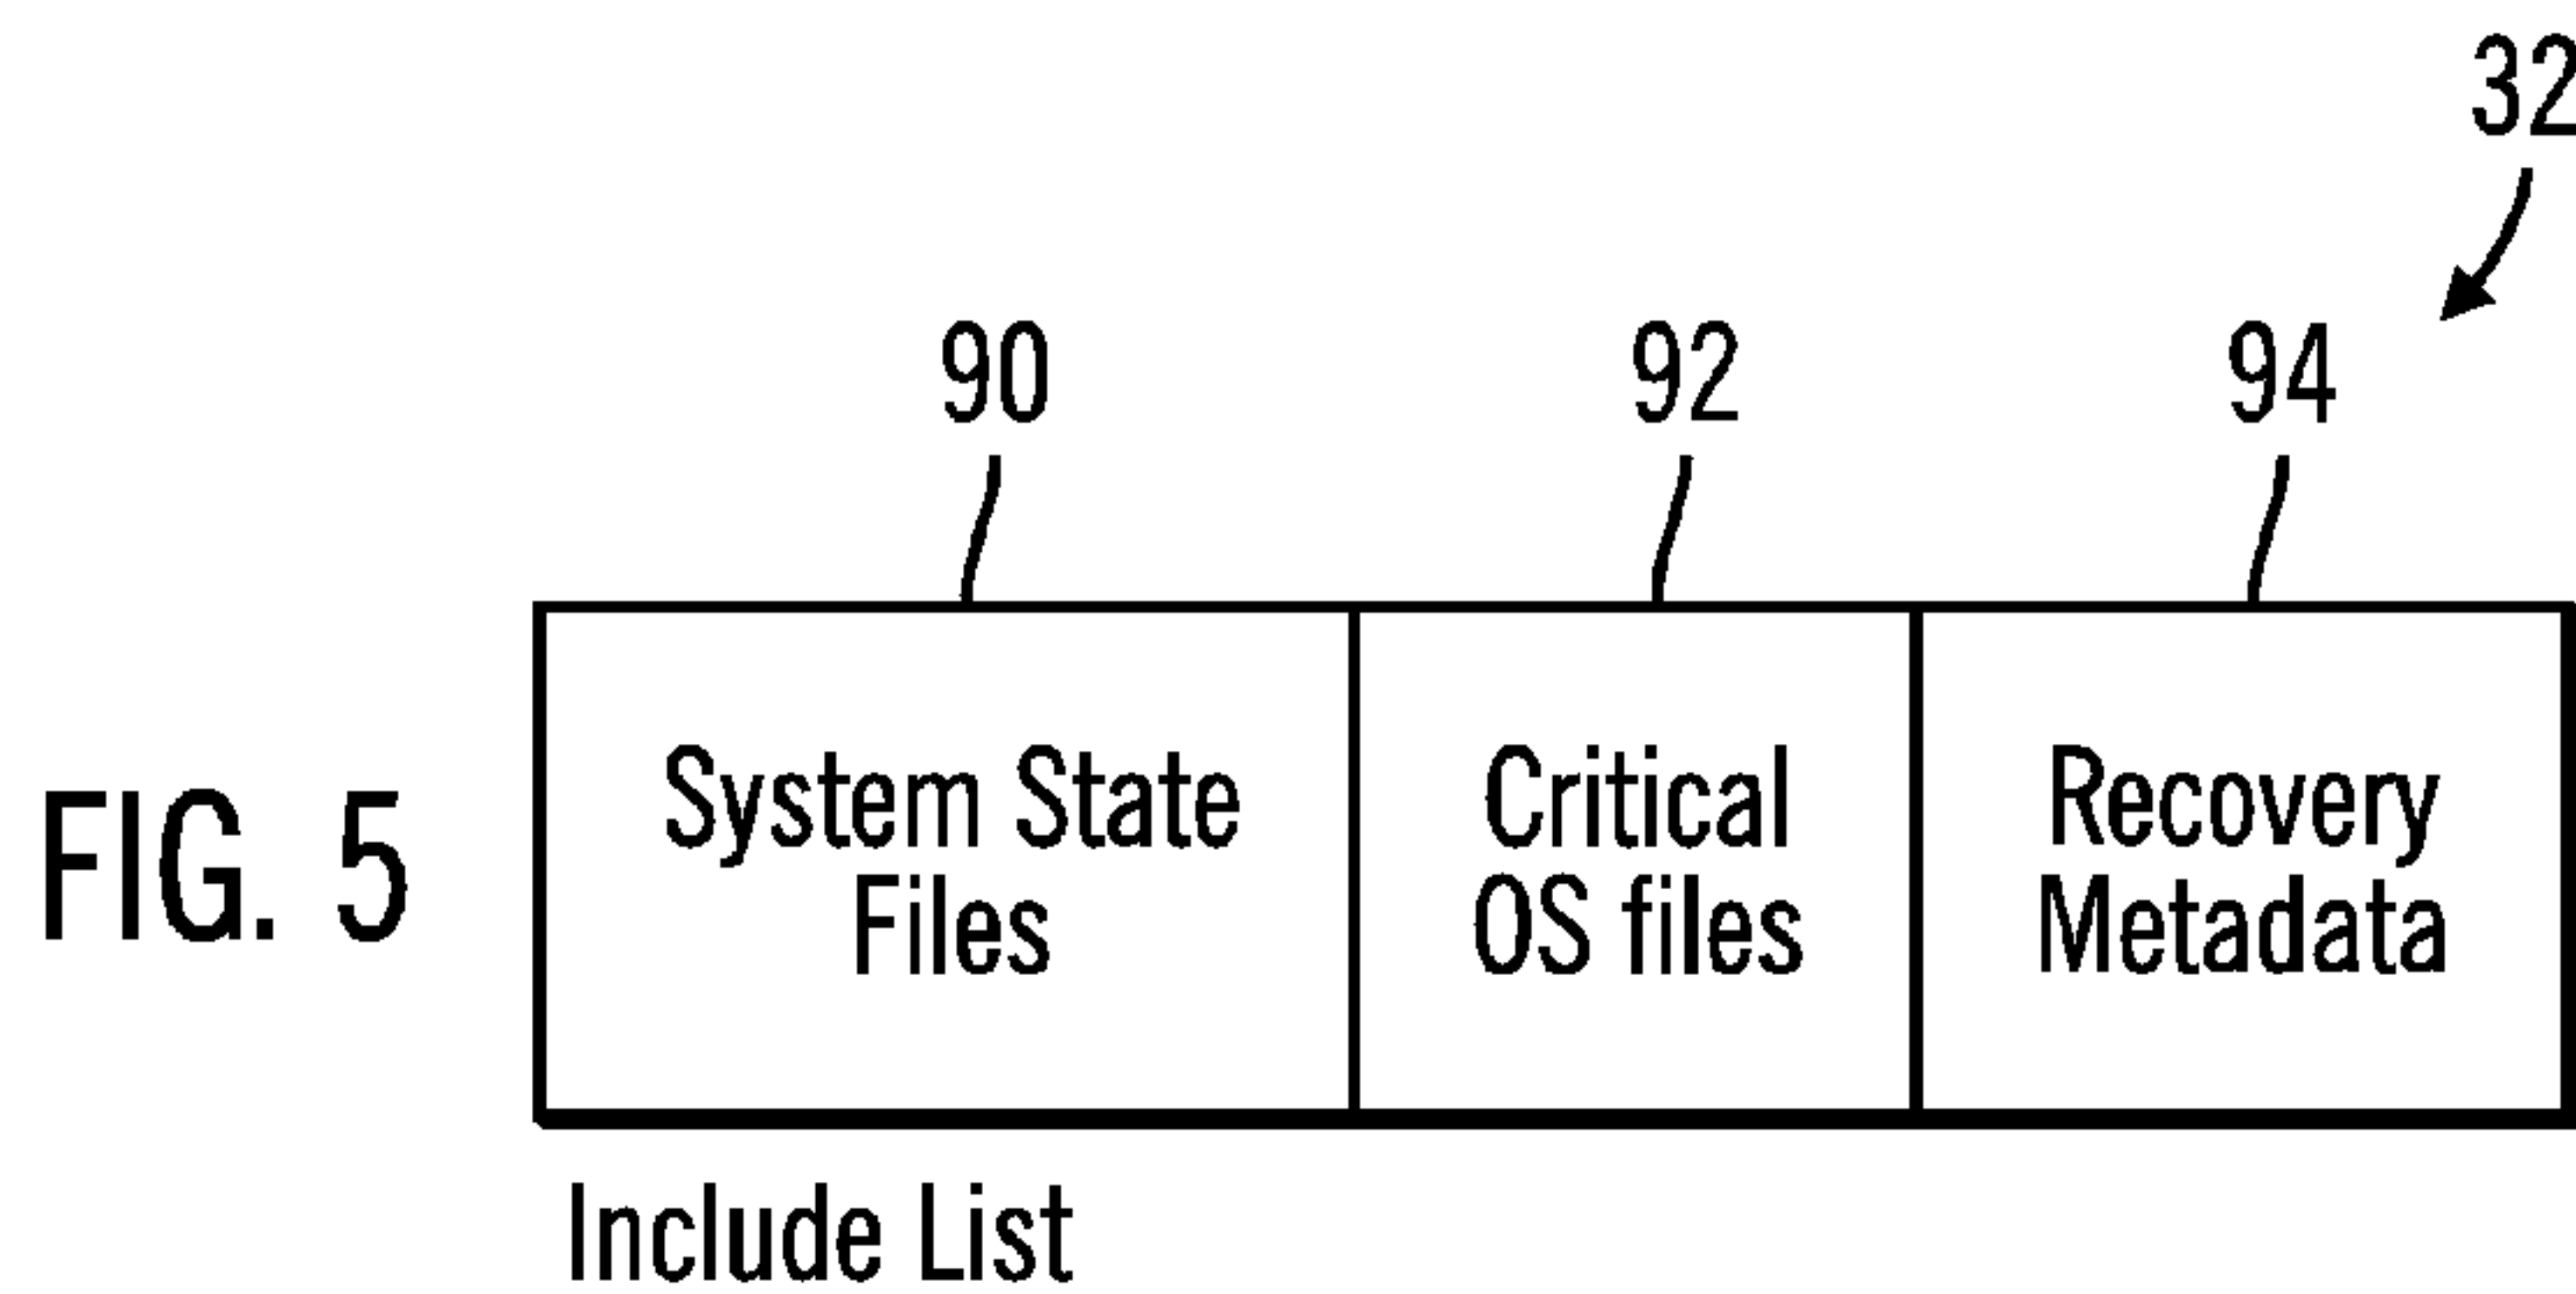 32
90
92
94
System State
Files
Critical
OS files
Recovery
Metadata
FIG. 5
Include List